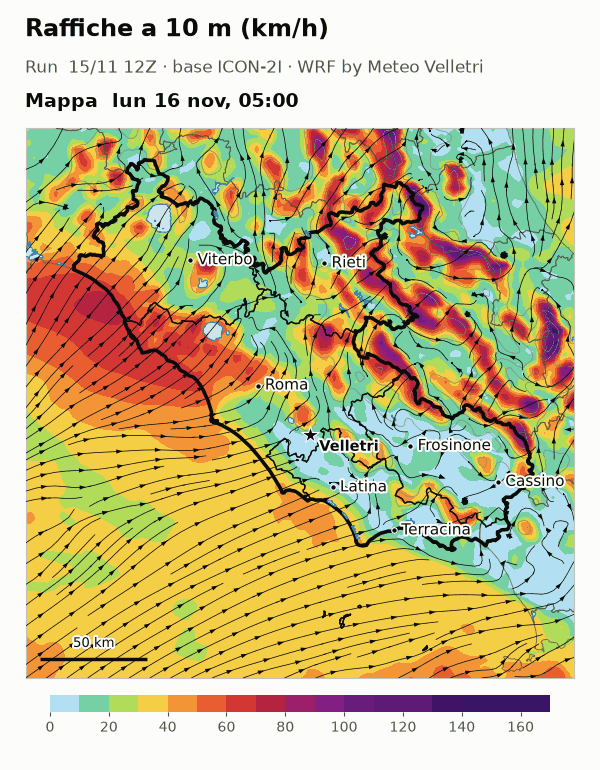 Raffiche a 10 m (km/h)
Run 15/11 12Z · base ICON-2I · WRF by Meteo Velletri
Mappa lun 16 nov, 05:00
Viterbo
Rieti
Roma
Velletri
Frosinone
Cassino
Latina
Terracina
50 km
0 20 40 60 80 100 120 140 160